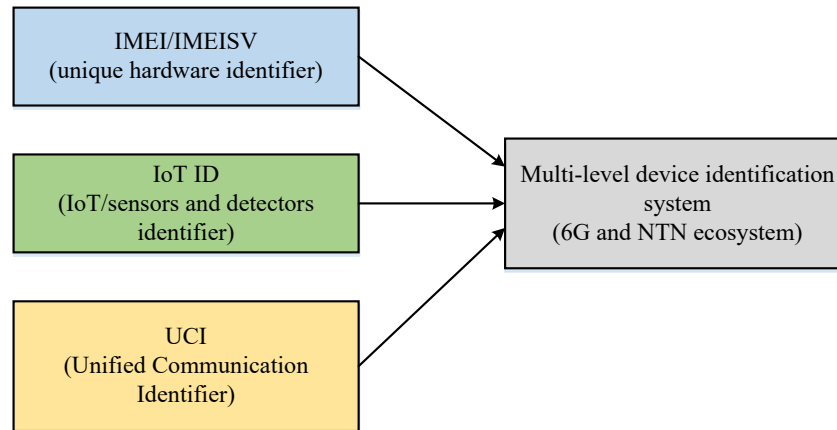 IMEI/IMEISV
(unique hardware identifier)
IoT ID
(IoT/sensors and detectors
identifier)
UCI
(Unified Communication
Identifier)
Multi-level device identification
system
(6G and NTN ecosystem)